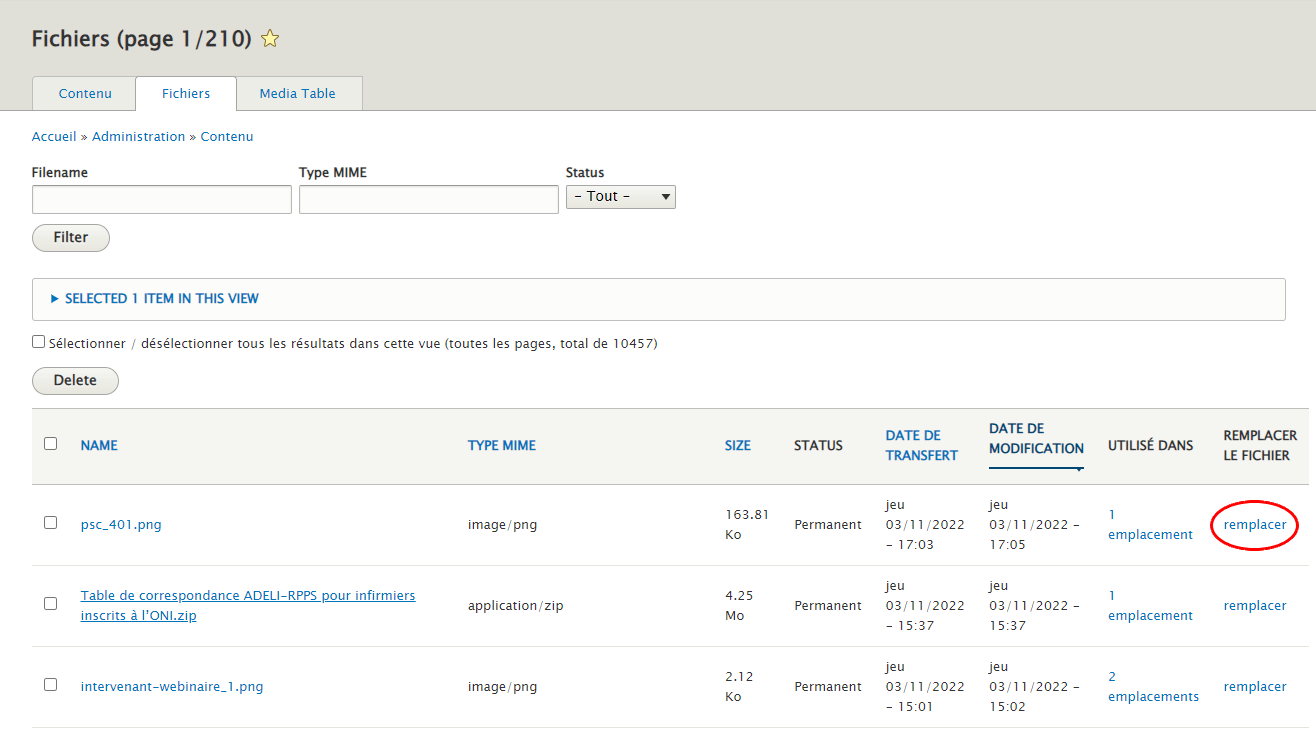 Fichiers (page 1/210)
Contenu
Fichiers
Media Table
Accueil » Administration » Contenu
Filename
Type MIME
Status
- Tout -
Filter
SELECTED 1 ITEM IN THIS VIEW
Sélectionner / désélectionner tous les résultats dans cette vue (toutes les pages, total de 10457)
Delete
NAME
TYPE MIME
SIZE
STATUS
DATE DE
TRANSFERT
DATE DE
MODIFICATION
UTILISÉ DANS
REMPLACER
LE FICHIER
psc_401.png
image/png
163.81
Ko
Permanent
jeu
03/11/2022
- 17:03
jeu
03/11/2022 -
17:05
1
emplacement
remplacer
Table de correspondance ADELI-RPPS pour infirmiers
inscrits à l'ONI.zip
application/zip
4.25
Mo
Permanent
jeu
03/11/2022
- 15:37
jeu
03/11/2022 -
15:37
1
emplacement
remplacer
intervenant-webinaire_1.png
image/png
2.12
Ko
Permanent
jeu
03/11/2022
- 15:01
jeu
03/11/2022 -
15:02
2
emplacements
remplacer